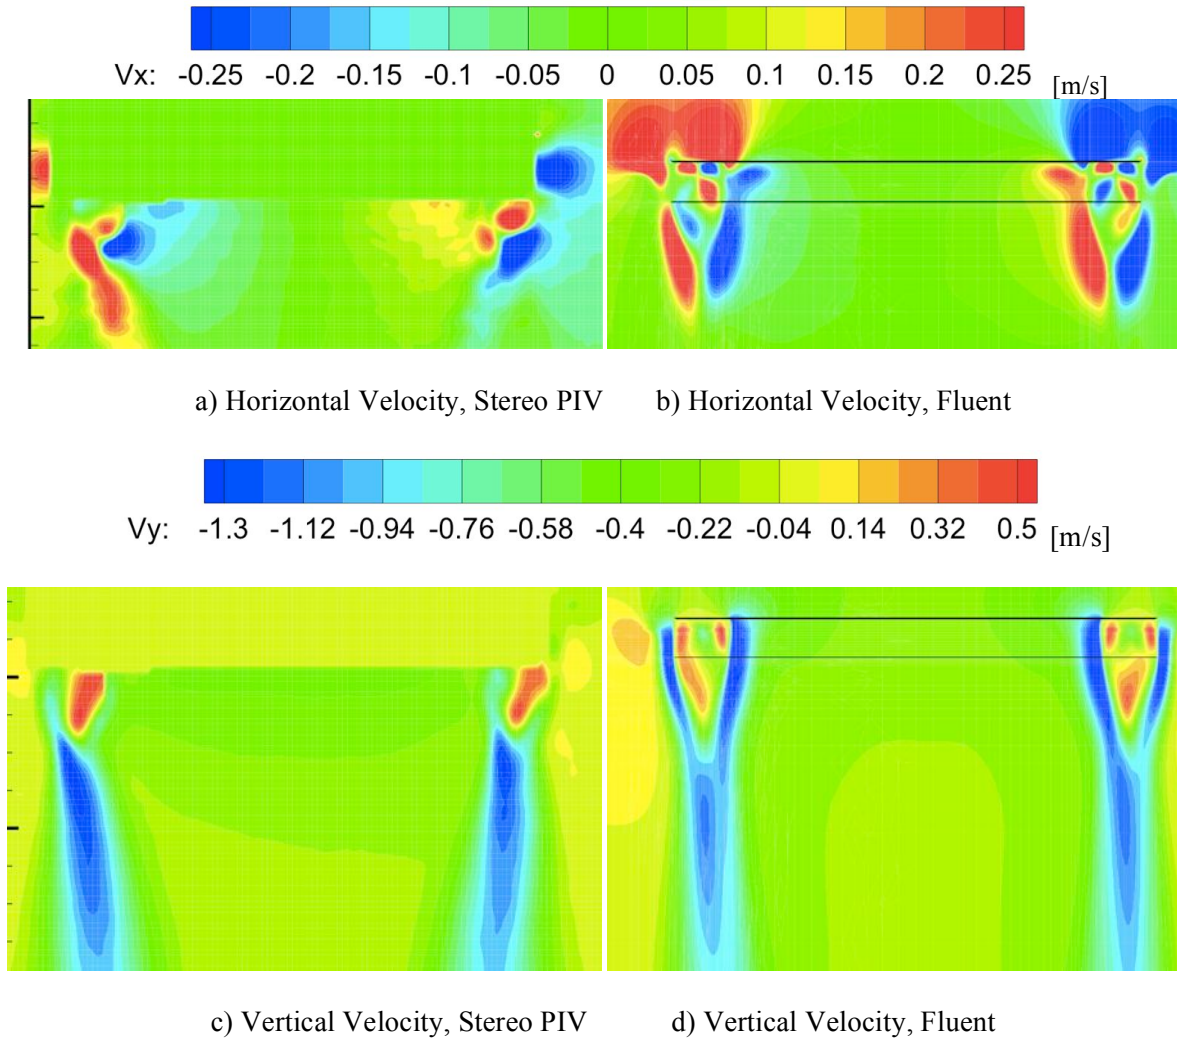 Vx: -0.25 -0.2 -0.15 -0.1 -0.05 0 0.05 0.1 0.15 0.2 0.25 [m/s]
a) Horizontal Velocity, Stereo PIV b) Horizontal Velocity, Fluent
Vy: -1.3 -1.12 -0.94 -0.76 -0.58 -0.4 -0.22 -0.04 0.14 0.32 0.5 [m/s]
c) Vertical Velocity, Stereo PIV d) Vertical Velocity, Fluent